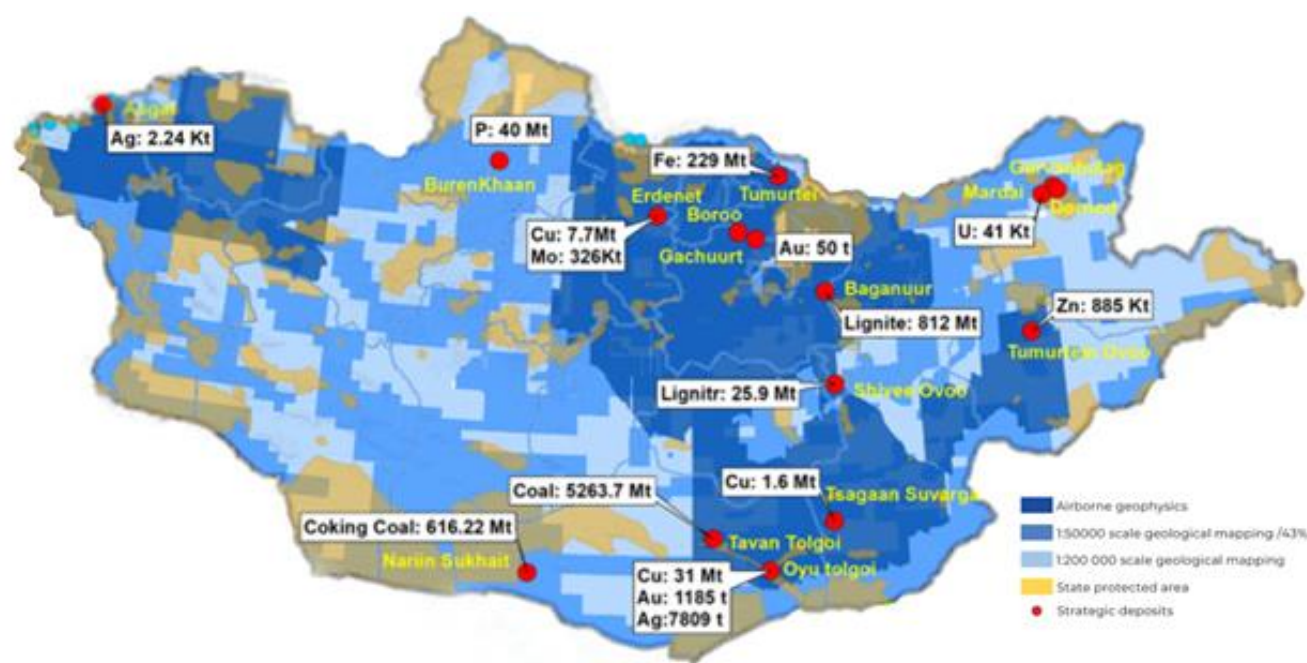 Asgat
Ag: 2.24 Kt
P: 40 Mt
BurenKhaan
Fe: 229 Mt
Tumurtei
Erdenet
Boroo
Cu: 7.7Mt
Mo: 326Kt
Gachuurt
Au: 50 t
Gurvanbulag
Mardai
Dornod
U: 41 Kt
Baganuur
Lignite: 812 Mt
Zn: 885 Kt
Tumurtein Ovoo
Lignitr: 25.9 Mt
Shivee Ovoo
Cu: 1.6 Mt
Tsagaan Suvarga
Coal: 5263.7 Mt
Tavan Tolgoi
Coking Coal: 616.22 Mt
Nariin Sukhait
Oyu tolgoi
Cu: 31 Mt
Au: 1185 t
Ag:7809 t
Airborne geophysics
1:50000 scale geological mapping /43%
1:200 000 scale geological mapping
State protected area
Strategic deposits